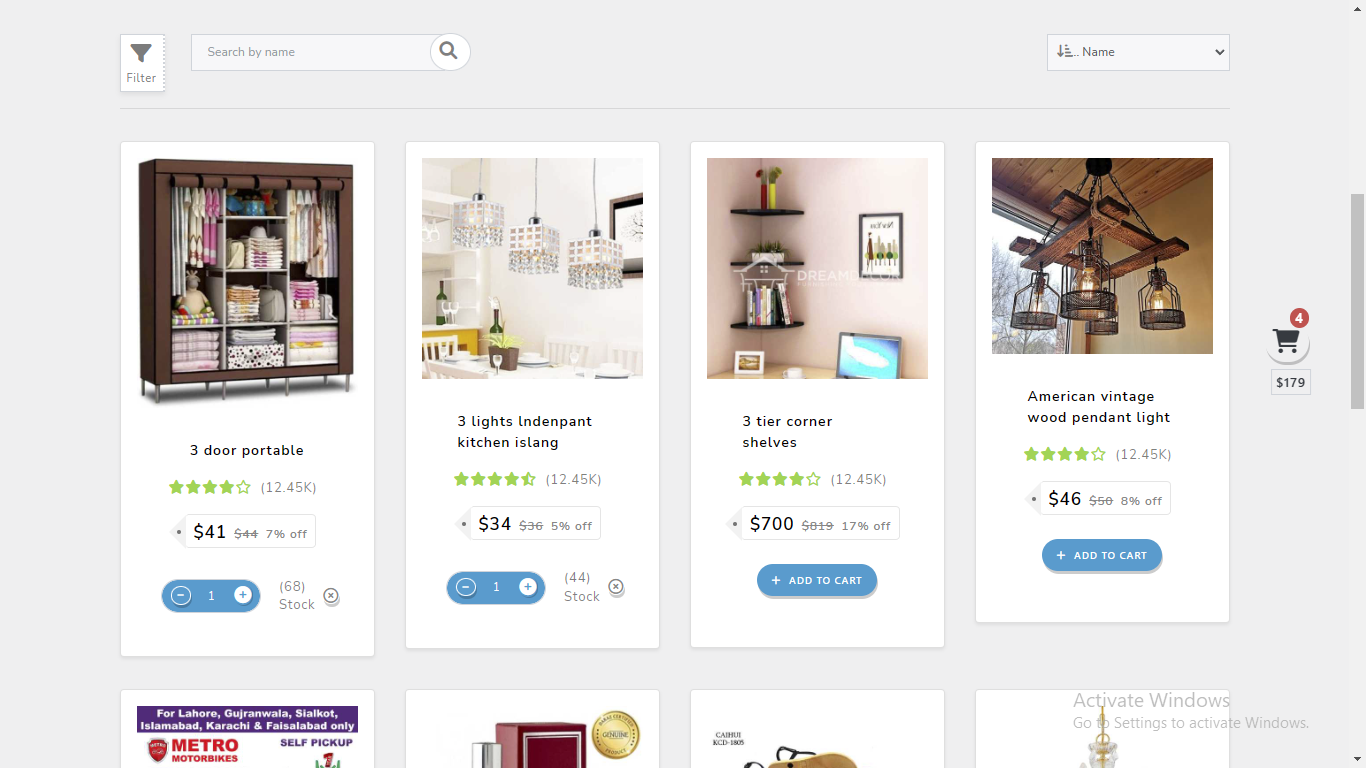 Filter
Search by name
.. Name
3 door portable
(12.45K)
$41 $44 7% off
1
(68)
Stock
3 lights lndenpant
kitchen islang
(12.45K)
$34 $36 5% off
1
(44)
Stock
DREAM DECOR
3 tier corner
shelves
(12.45K)
$700 $819 17% off
+ ADD TO CART
American vintage
wood pendant light
(12.45K)
$46 $50 8% off
+ ADD TO CART
4
$179
For Lahore, Gujranwala, Sialkot,
Islamabad, Karachi & Faisalabad only
METRO
MOTORBIKES
SELF PICKUP
GENUINE
CAIHUI
KCD-1805
Activate Windows
Go to Settings to activate Windows.